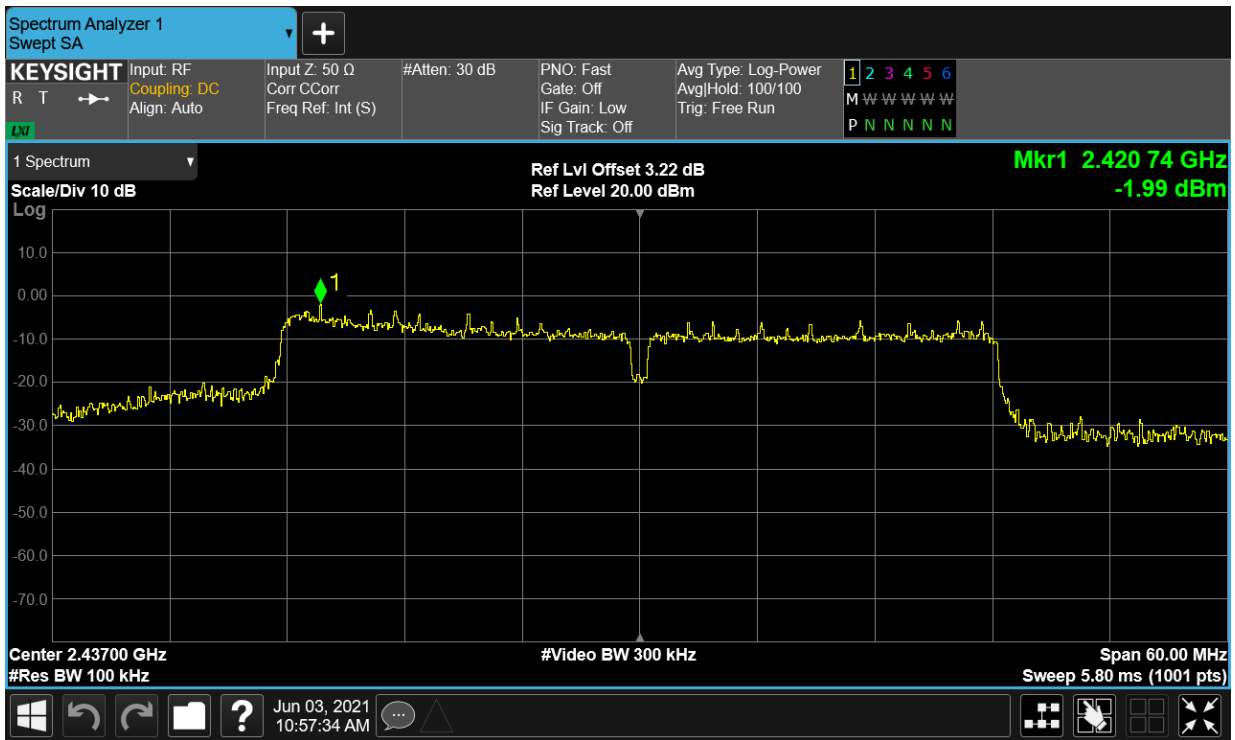 Spectrum Analyzer 1
Swept SA
▼
+
KEYSIGHT
R T
LXI
Input: RF
Coupling: DC
Align: Auto
Input Z: 50 Ω
Corr CCorr
Freq Ref: Int (S)
#Atten: 30 dB
PNO: Fast
Gate: Off
IF Gain: Low
Sig Track: Off
Avg Type: Log-Power
Avg|Hold: 100/100
Trig: Free Run
1 2 3 4 5 6
M W W W W W
P N N N N N
1 Spectrum ▼
Scale/Div 10 dB
Log
Ref Lvl Offset 3.22 dB
Ref Level 20.00 dBm
Mkr1 2.420 74 GHz
-1.99 dBm
10.0
0.00
-10.0
-20.0
-30.0
-40.0
-50.0
-60.0
-70.0
1
Center 2.43700 GHz
#Res BW 100 kHz
#Video BW 300 kHz
Span 60.00 MHz
Sweep 5.80 ms (1001 pts)
?
Jun 03, 2021
10:57:34 AM